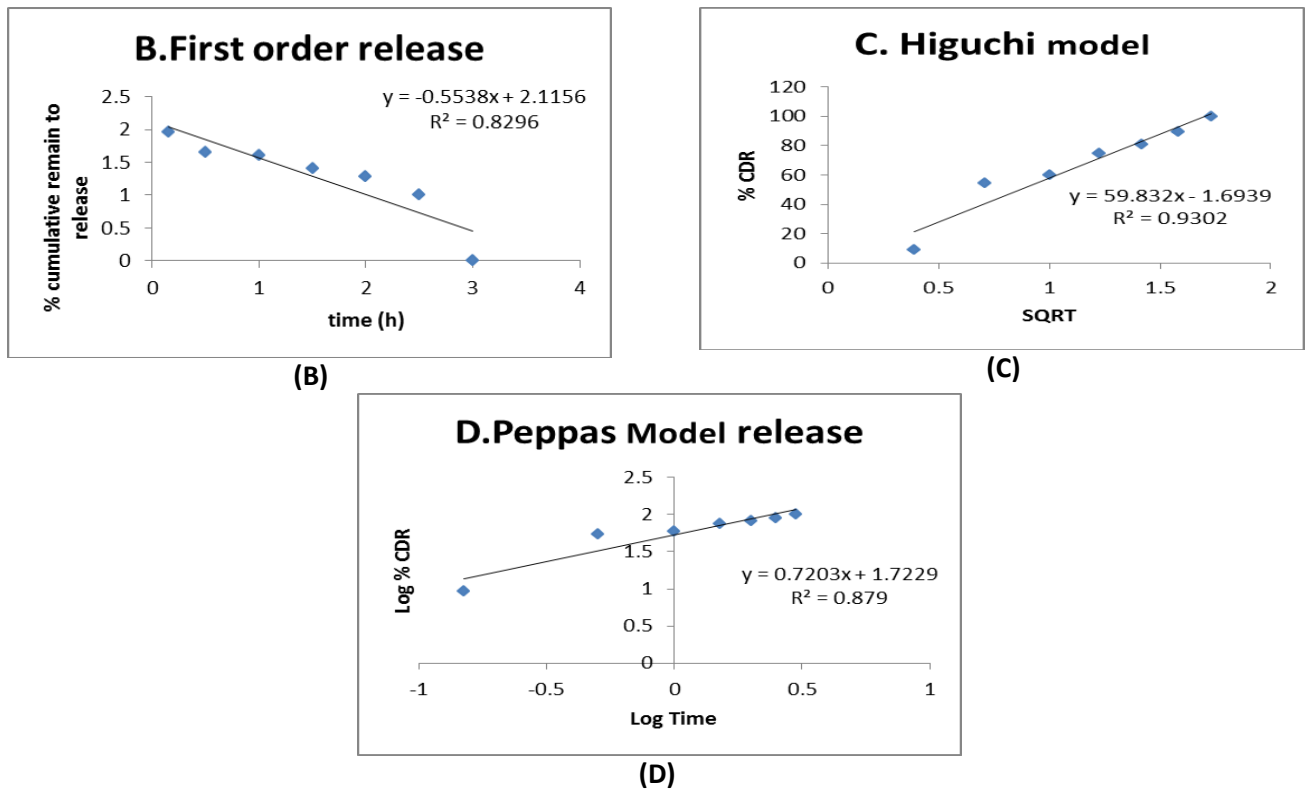 B.First order release
y = -0.5538x + 2.1156
R² = 0.8296
% cumulative remain to
release
2.5
2
1.5
1
0.5
0
0 1 2 3 4
time (h)
(B)
C. Higuchi model
% CDR
120
100
80
60
40
20
0
y = 59.832x - 1.6939
R² = 0.9302
0 0.5 1 1.5 2
SQRT
(C)
D.Peppas Model release
Log % CDR
2.5
2
1.5
1
0.5
0
y = 0.7203x + 1.7229
R² = 0.879
-1 -0.5 0 0.5 1
Log Time
(D)